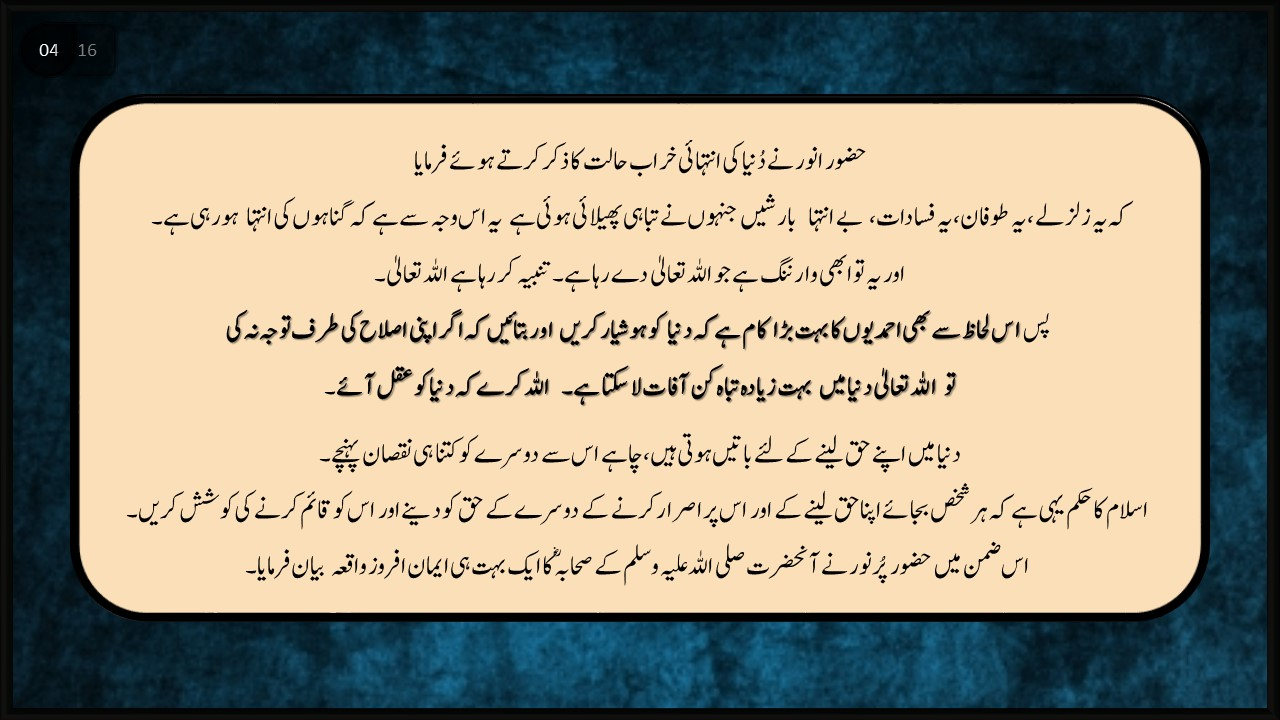 04 16
حضور انور نے دُنیا کی انتہائی خراب حالت کا ذکر کرتے ہوئے فرمایا
کہ یہ زلزلے، یہ طوفان، یہ فسادات، بے انتہا بارشیں جنہوں نے تباہی پھیلائی ہوئی ہے یہ اس وجہ سے ہے کہ گناہوں کی انتہا ہو رہی ہے۔
اور یہ تو ابھی وارننگ ہے جو اللہ تعالیٰ دے رہا ہے۔ تنبیہ کر رہا ہے اللہ تعالیٰ۔
پس اس لحاظ سے بھی احمدیوں کا بہت بڑا کام ہے کہ دنیا کو ہوشیار کریں اور بتائیں کہ اگر اپنی اصلاح کی طرف توجہ نہ کی
تو اللہ تعالیٰ دنیا میں بہت زیادہ تباہ کن آفات لا سکتا ہے۔ اللہ کرے کہ دنیا کو عقل آئے۔
دنیا میں اپنے حق لینے کے لئے باتیں ہوتی ہیں، چاہے اس سے دوسرے کو کتنا ہی نقصان پہنچے۔
اسلام کا حکم یہی ہے کہ ہر شخص بجائے اپنا حق لینے کے اور اس پر اصرار کرنے کے دوسرے کے حق کو دینے اور اس کو قائم کرنے کی کوشش کریں۔
اس ضمن میں حضور پُر نور نے آنحضرت صلی اللہ علیہ وسلم کے صحابہؓ کا ایک بہت ہی ایمان افروز واقعہ بیان فرمایا۔